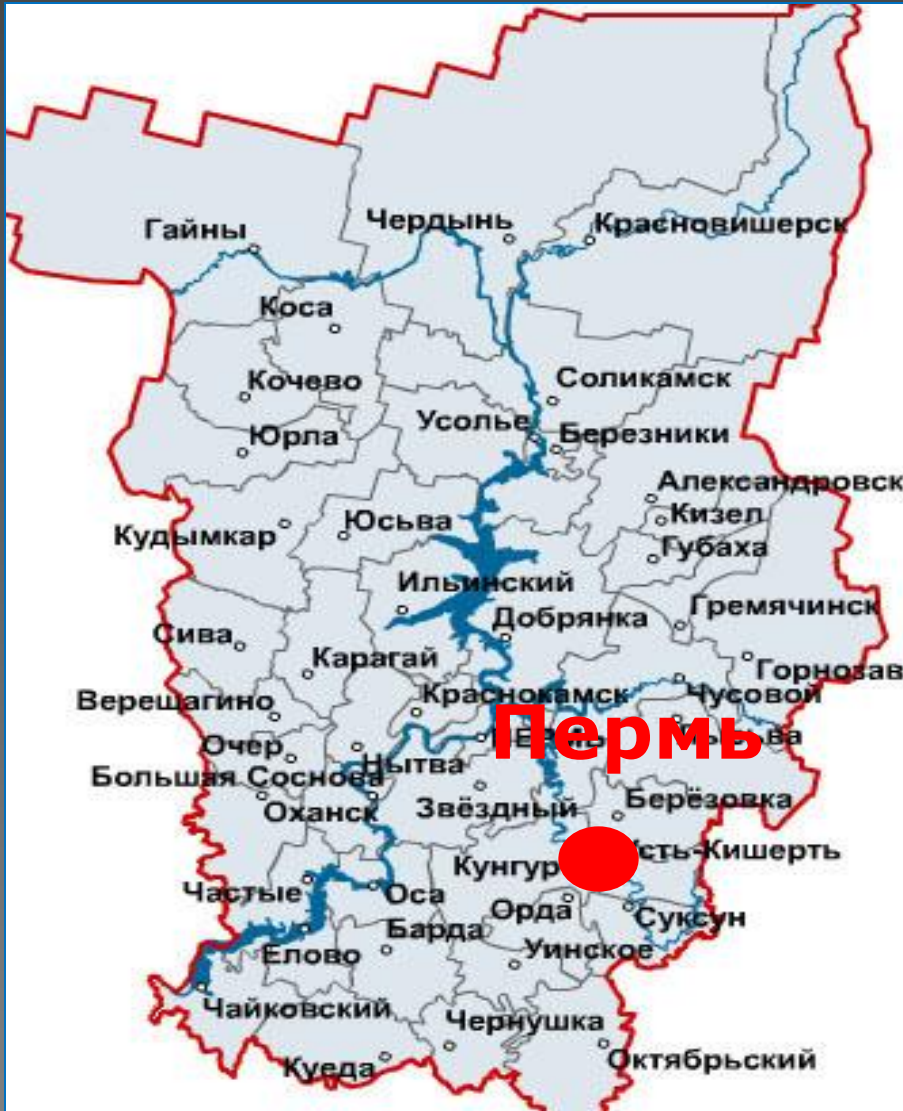 Гайны
Чердынь
Красновишерск
Коса
Кочево
Соликамск
Усолье
Березники
Юрла
Александровск
Кизел
Кудымкар
Юсьва
Губаха
Ильинский
Добрянка
Гремячинск
Сива
Карагай
Горнозав
Верещагино
Краснокамск
Чусовой
Пермь
Очер
Нытва
Большая Соснова
Оханск
Звёздный
Берёзовка
Кунгур
сть-Кишерть
Частые
Оса
Орда
Суксун
Барда
Елово
Уинское
Чайковский
Чернушка
Куеда
Октябрьский